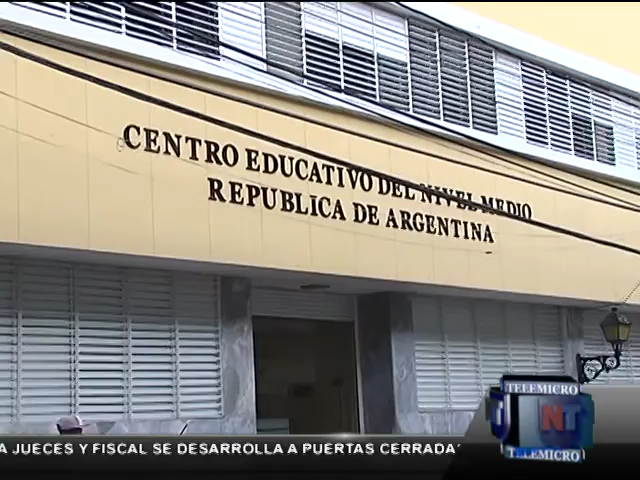 CENTRO EDUCATIVO DEL NIVEL MEDIO
REPUBLICA DE ARGENTINA
TELEMICRO
NT
TELEMICRO
A JUECES Y FISCAL SE DESARROLLA A PUERTAS CERRADA